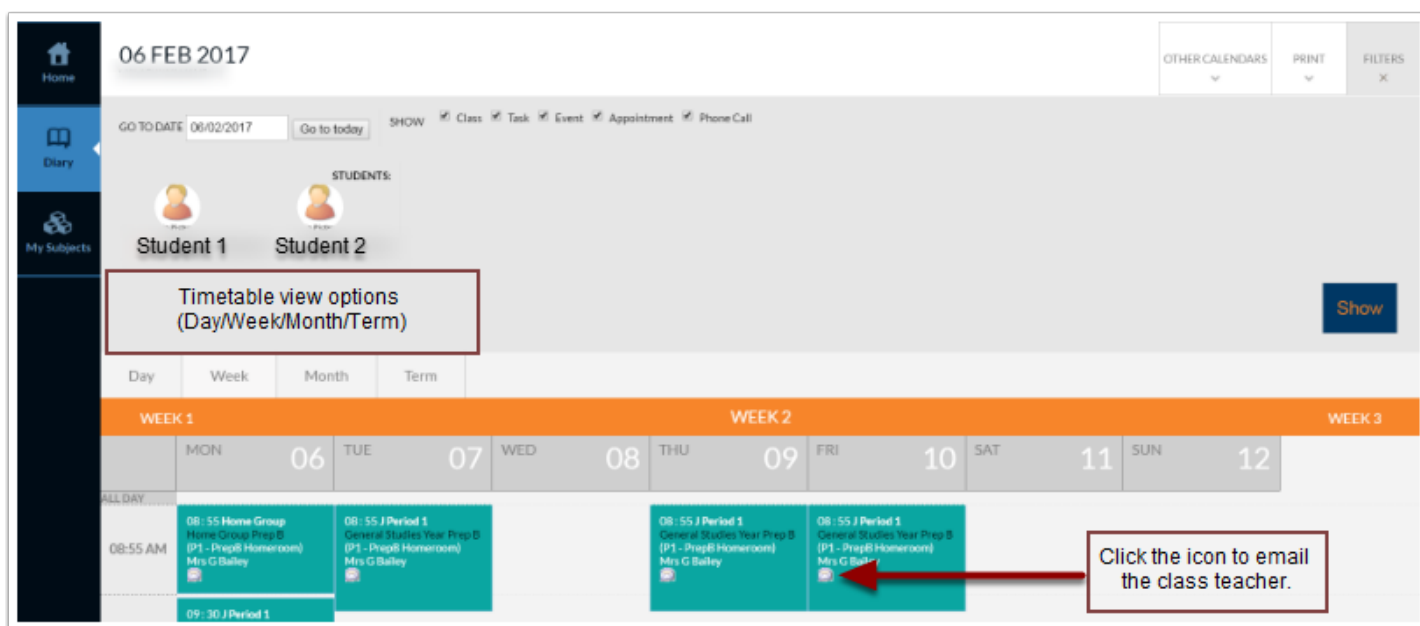 Home
Diary
My Subjects
06 FEB 2017
OTHER CALENDARS
PRINT
FILTERS
GO TO DATE 06/02/2017 Go to today SHOW Class Task Event Appointment Phone Call
STUDENTS:
Student 1 Student 2
Timetable view options
(Day/Week/Month/Term)
Show
Day Week Month Term
WEEK 1 WEEK 2 WEEK 3
MON 06 TUE 07 WED 08 THU 09 FRI 10 SAT 11 SUN 12
ALL DAY
08:55 AM
08:55 Home Group
Home Group Prep B
(P1 - PrepB Homeroom)
Mrs G Bailey
08:55 J Period 1
General Studies Year Prep B
(P1 - PrepB Homeroom)
Mrs G Bailey
08:55 J Period 1
General Studies Year Prep B
(P1 - PrepB Homeroom)
Mrs G Bailey
08:55 J Period 1
General Studies Year Prep B
(P1 - PrepB Homeroom)
Mrs G Bailey
Click the icon to email
the class teacher.
09:30 J Period 1